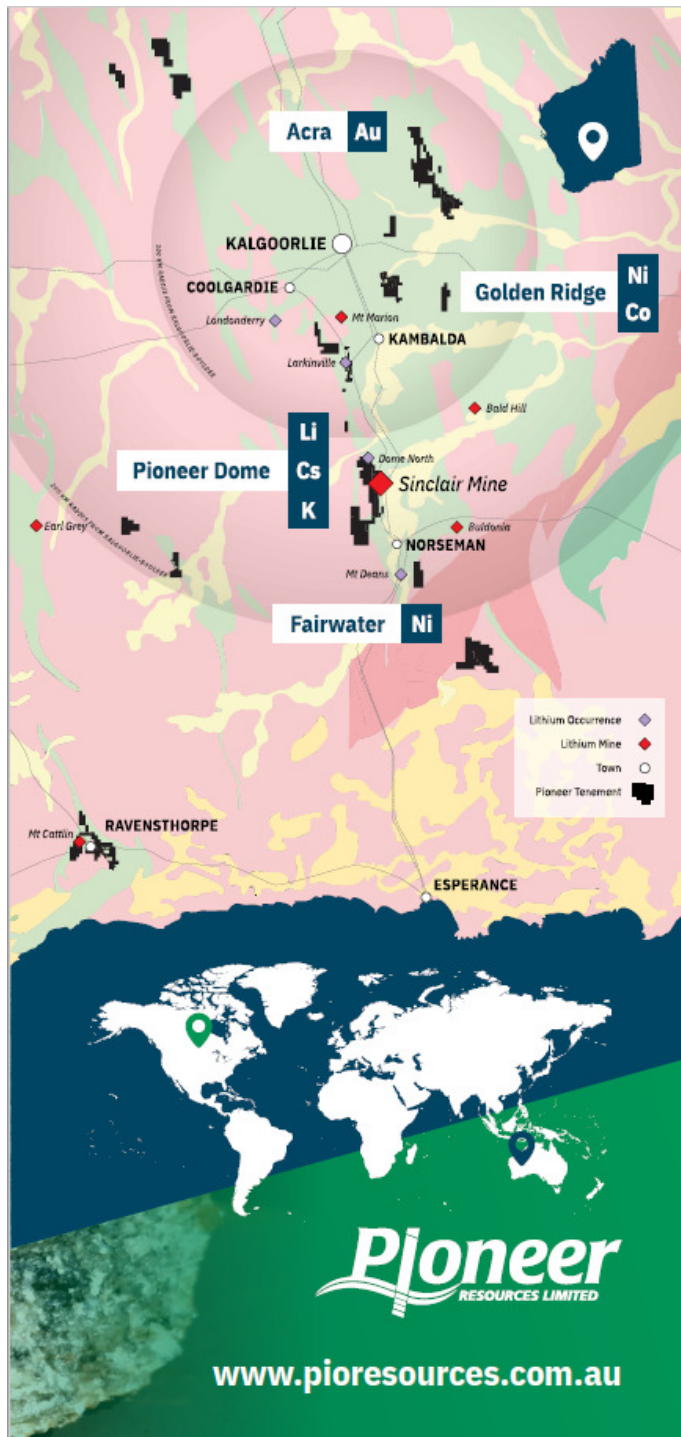 Acra Au
KALGOORLIE
COOLGARDIE
Golden Ridge Ni Co
Londonderry
Mt Marion
KAMBALDA
Larkinville
Bald Hill
Pioneer Dome Li Cs K
Dome North
Sinclair Mine
Earl Grey
Buldania
NORSEMAN
Mt Deans
Fairwater Ni
Lithium Occurrence
Lithium Mine
Town
Pioneer Tenement
Mt Cattlin
RAVENSTHORPE
ESPERANCE
Pioneer
RESOURCES LIMITED
www.pioresources.com.au